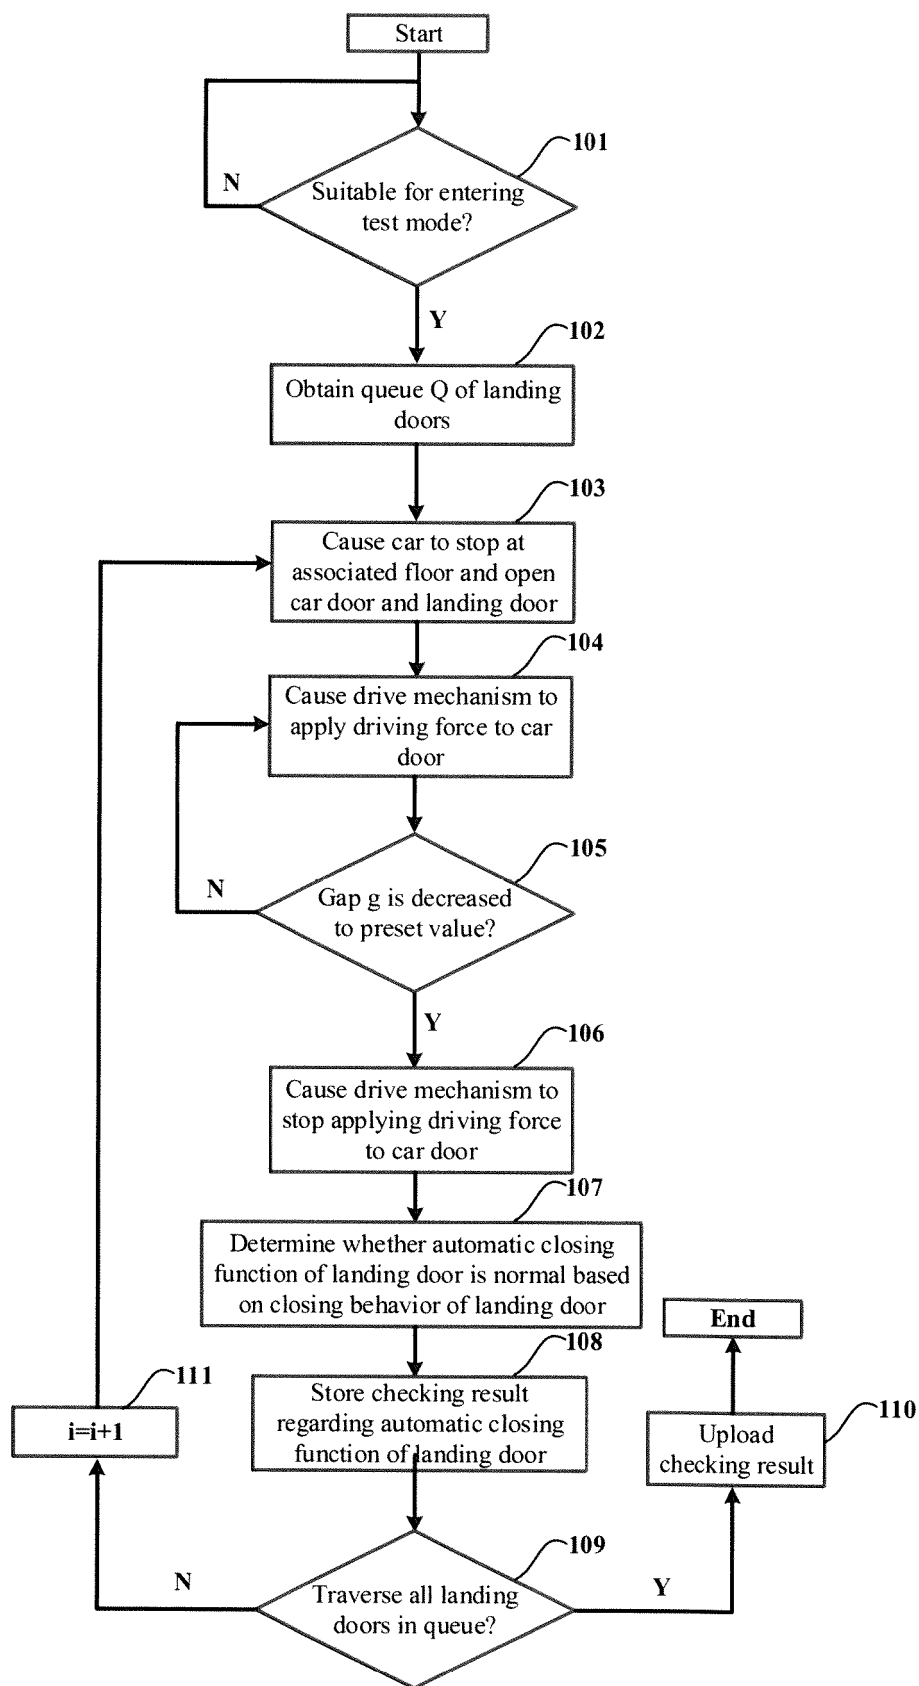 Start
101
N
Suitable for entering
test mode?
Y
102
Obtain queue Q of landing
doors
103
Cause car to stop at
associated floor and open
car door and landing door
104
Cause drive mechanism to
apply driving force to car
door
105
N
Gap g is decreased
to preset value?
Y
106
Cause drive mechanism to
stop applying driving force
to car door
107
Determine whether automatic closing
function of landing door is normal based
on closing behavior of landing door
End
108
111
Store checking result
regarding automatic closing
function of landing door
i=i+1
110
Upload
checking result
109
N
Y
Traverse all landing
doors in queue?